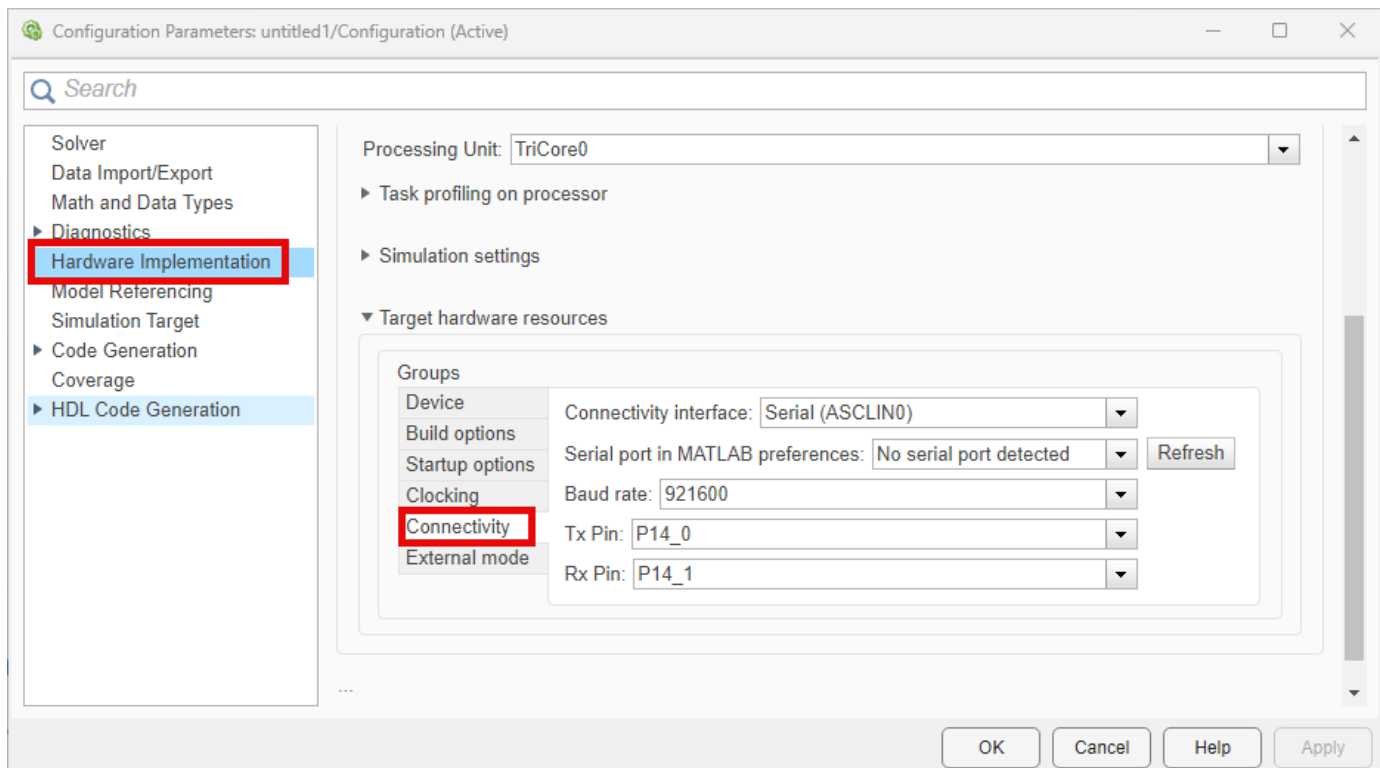 Configuration Parameters: untitled1/Configuration (Active)
Search
Solver
Data Import/Export
Math and Data Types
Diagnostics
Hardware Implementation
Model Referencing
Simulation Target
Code Generation
Coverage
HDL Code Generation
Processing Unit: TriCore0
Task profiling on processor
Simulation settings
Target hardware resources
Groups
Device
Build options
Startup options
Clocking
Connectivity
External mode
Connectivity interface: Serial (ASCLIN0)
Serial port in MATLAB preferences: No serial port detected Refresh
Baud rate: 921600
Tx Pin: P14_0
Rx Pin: P14_1
...
OK Cancel Help Apply